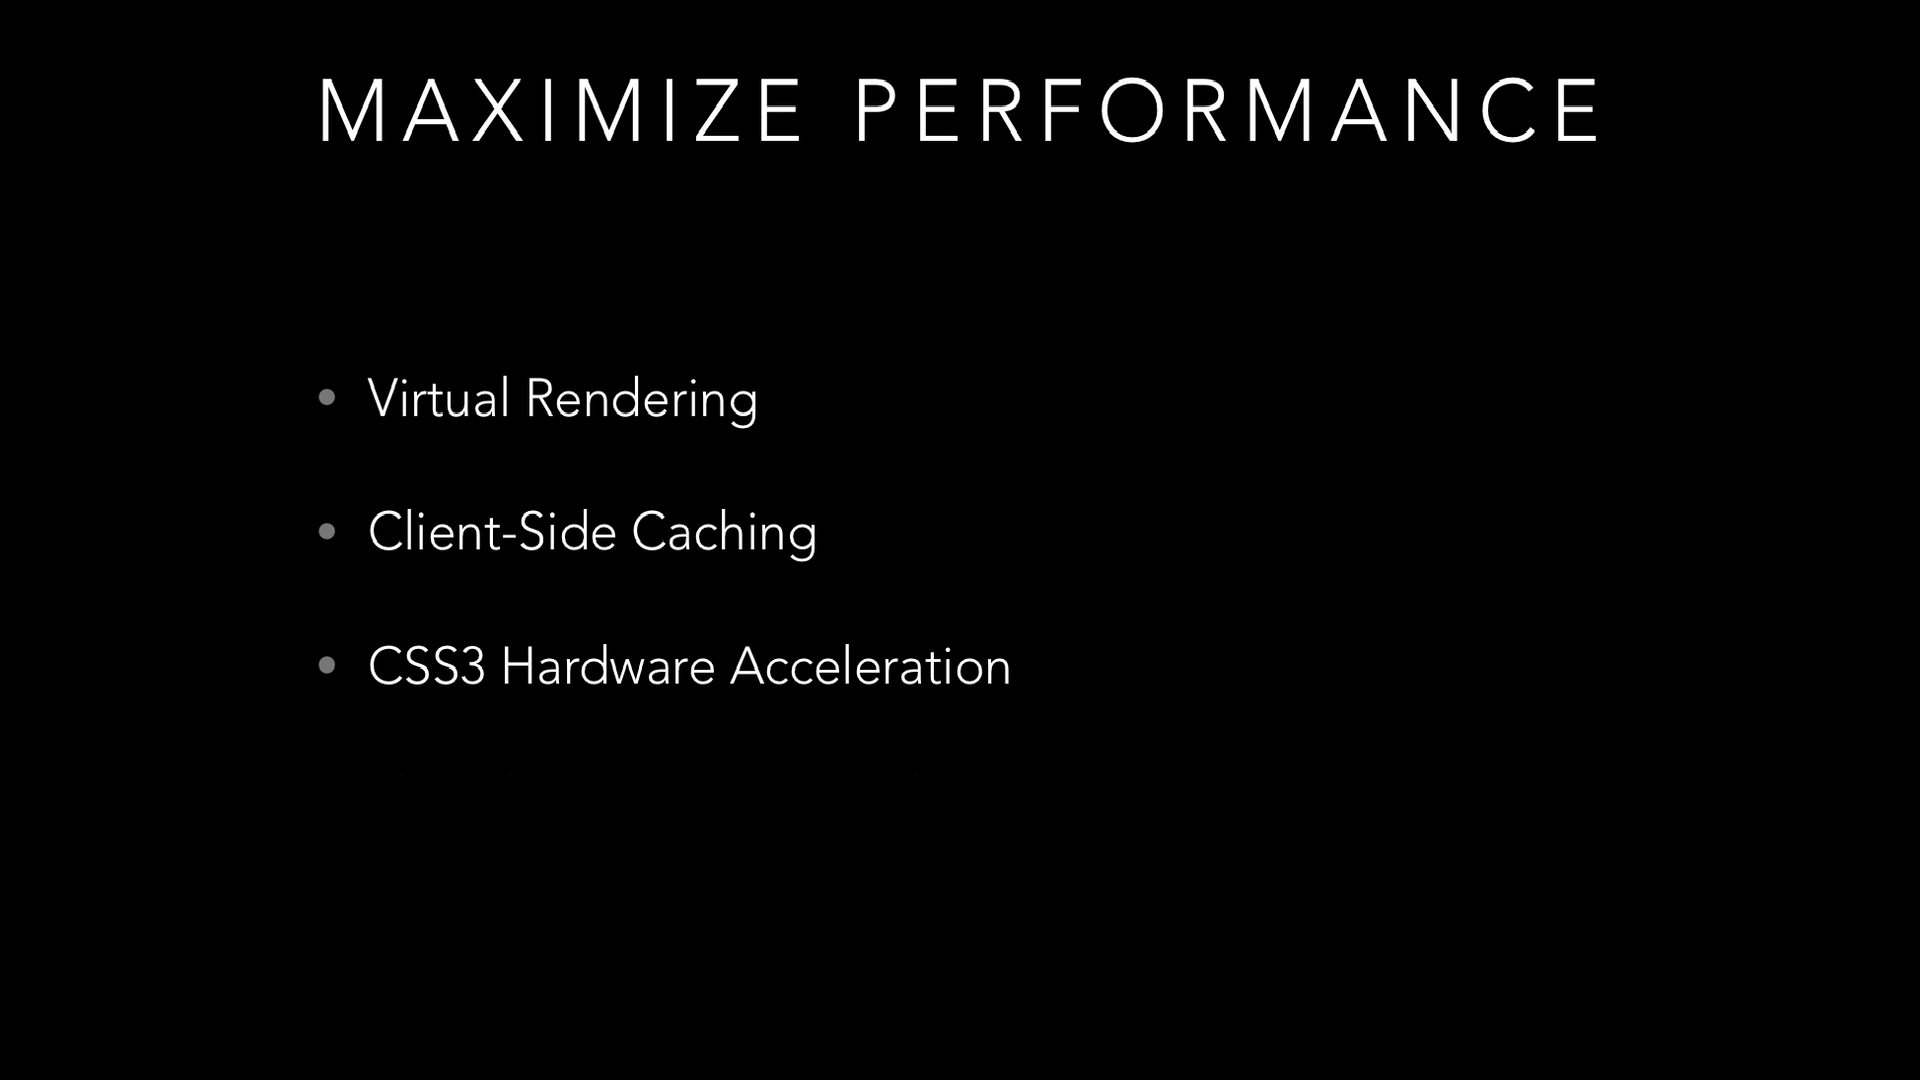 MAXIMIZE PERFORMANCE
Virtual Rendering
Client-Side Caching
CSS3 Hardware Acceleration